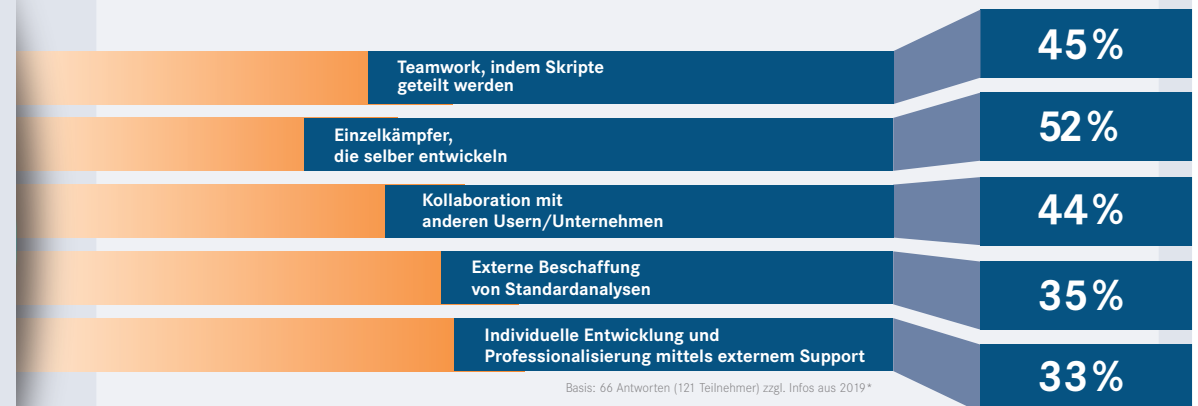 Teamwork, indem Skripte
geteilt werden
45 %
Einzelkämpfer,
die selber entwickeln
52 %
Kollaboration mit
anderen Usern/Unternehmen
44 %
Externe Beschaffung
von Standardanalysen
35 %
Individuelle Entwicklung und
Professionalisierung mittels externem Support
33 %
Basis: 66 Antworten (121 Teilnehmer) zzgl. Infos aus 2019*